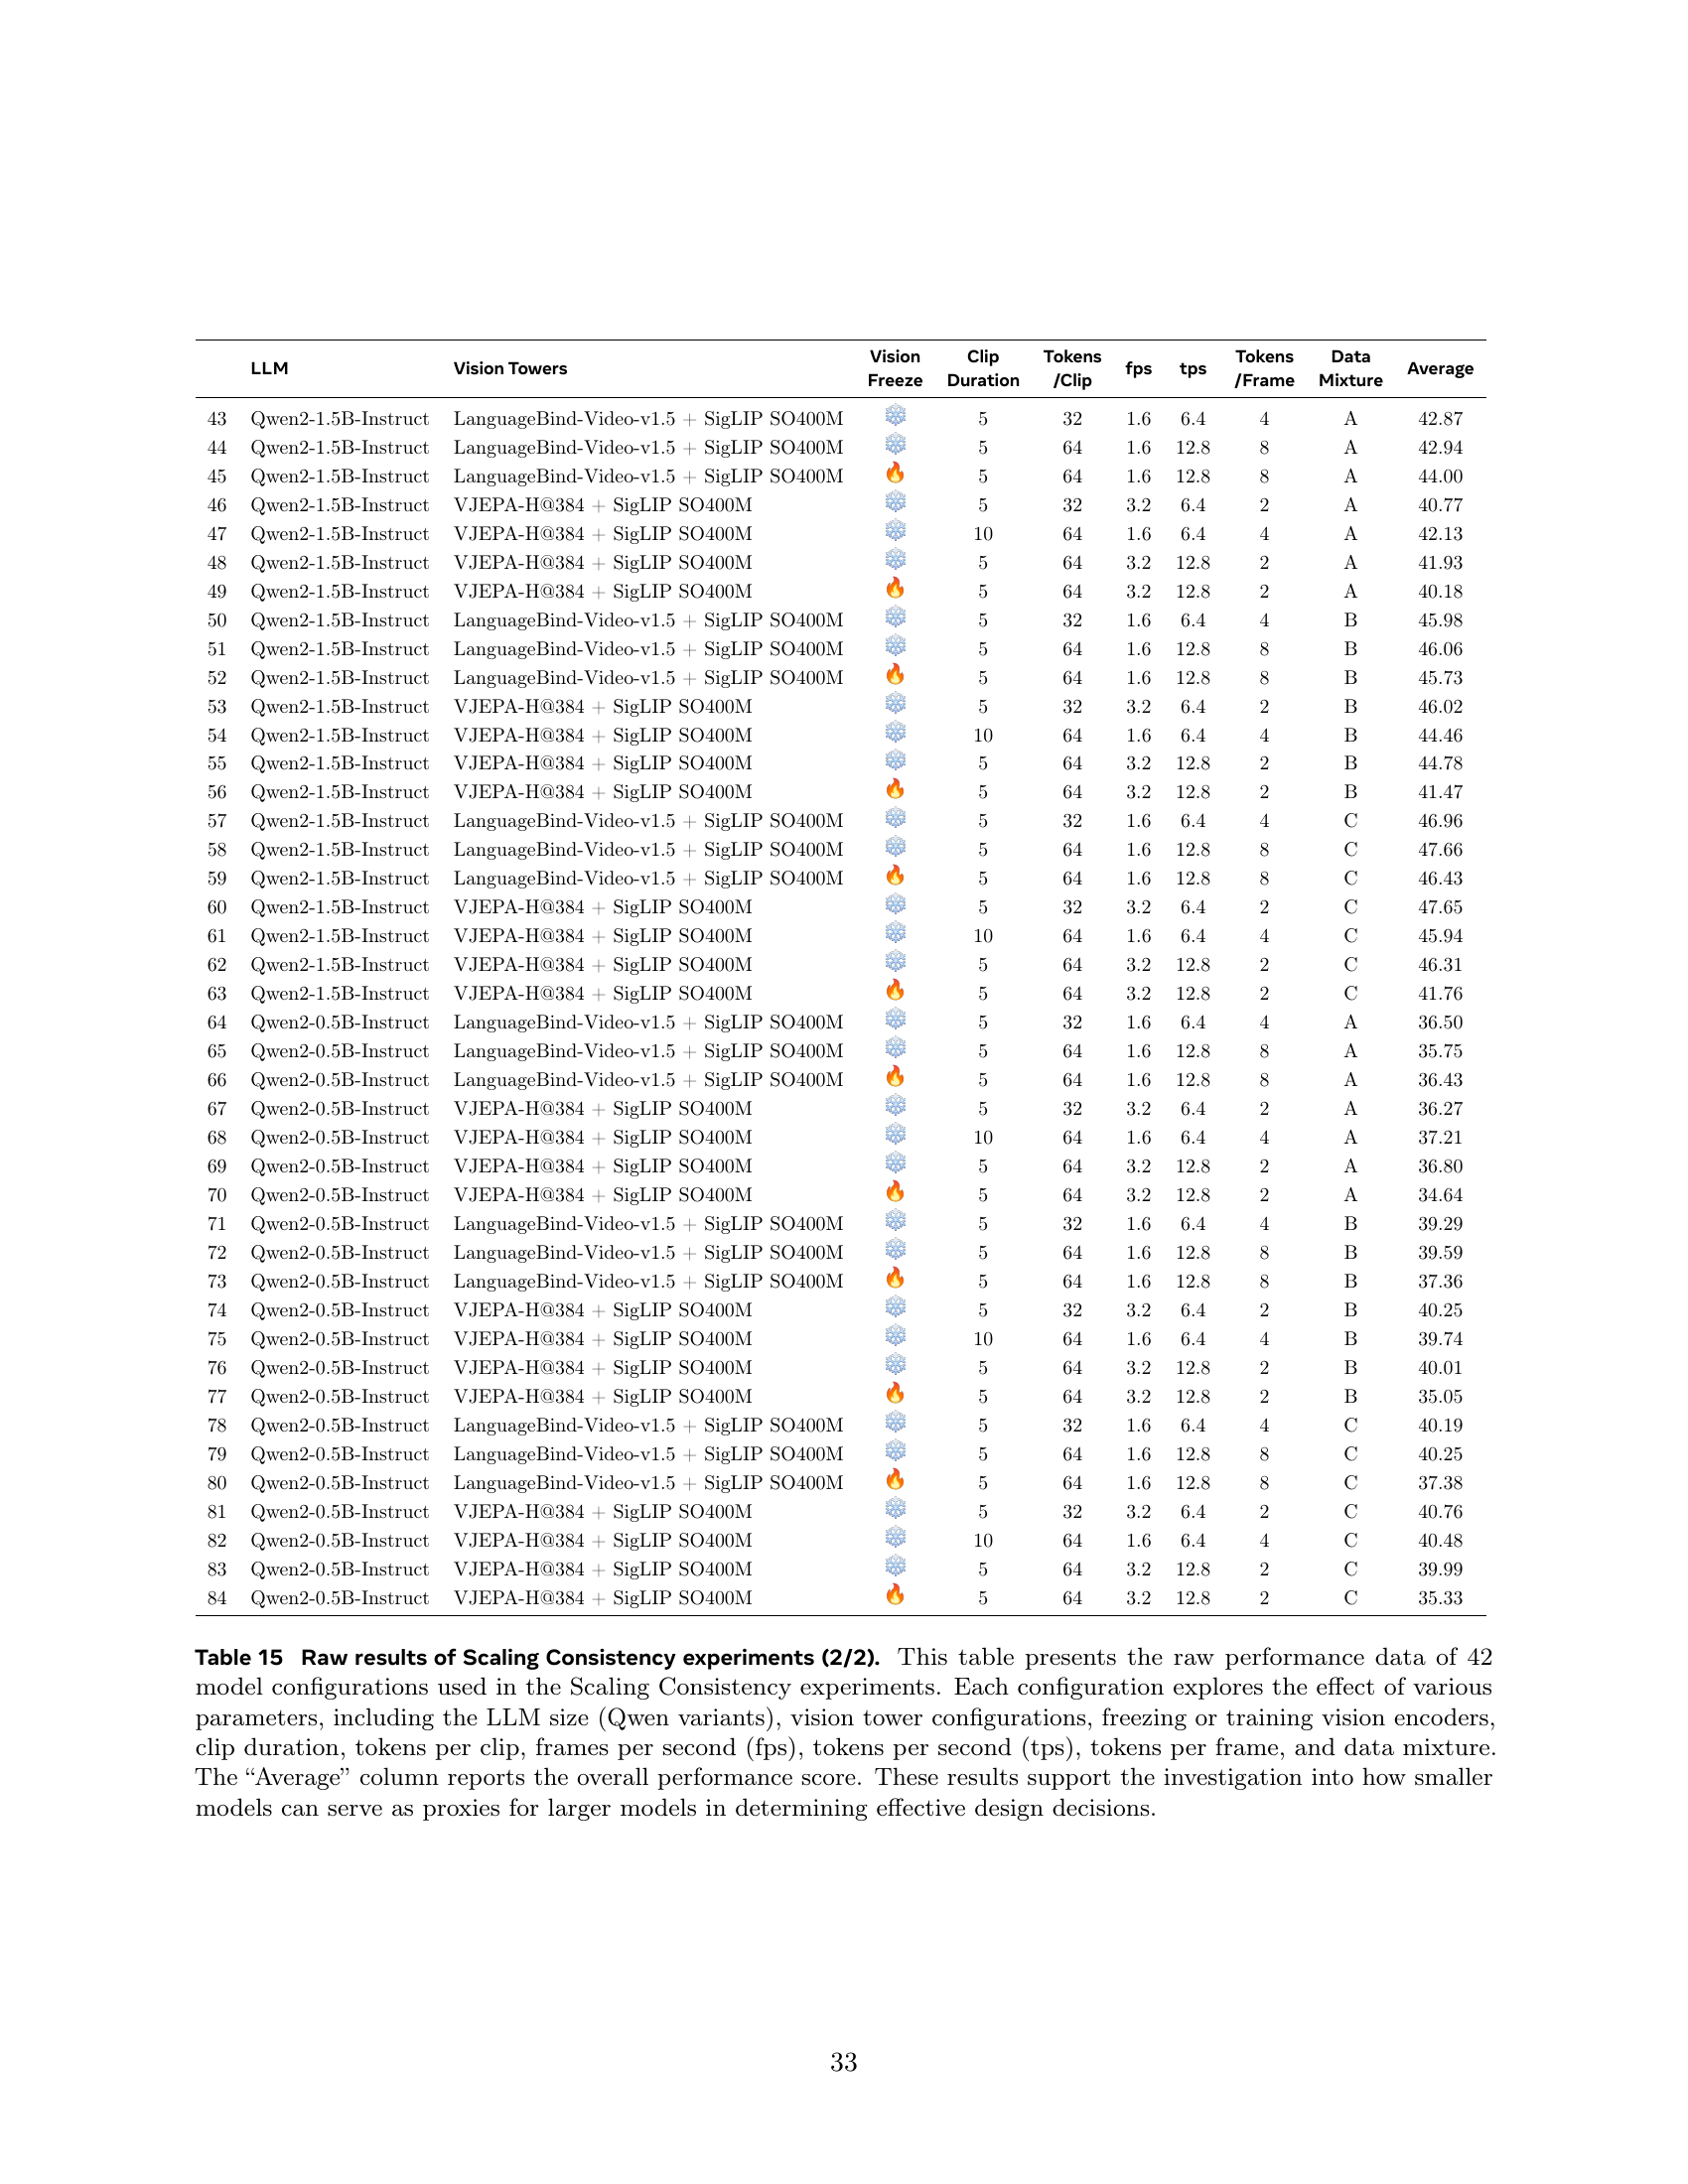 LLM Vision Towers Vision Freeze Clip Duration Tokens /Clip fps tps Tokens /Frame Data Mixture Average
43 Qwen2-1.5B-Instruct LanguageBind-Video-v1.5 + SigLIP SO400M ❄️ 5 32 1.6 6.4 4 A 42.87
44 Qwen2-1.5B-Instruct LanguageBind-Video-v1.5 + SigLIP SO400M ❄️ 5 64 1.6 12.8 8 A 42.94
45 Qwen2-1.5B-Instruct LanguageBind-Video-v1.5 + SigLIP SO400M 🔥 5 64 1.6 12.8 8 A 44.00
46 Qwen2-1.5B-Instruct VJEPA-H@384 + SigLIP SO400M ❄️ 5 32 3.2 6.4 2 A 40.77
47 Qwen2-1.5B-Instruct VJEPA-H@384 + SigLIP SO400M ❄️ 10 64 1.6 6.4 4 A 42.13
48 Qwen2-1.5B-Instruct VJEPA-H@384 + SigLIP SO400M ❄️ 5 64 3.2 12.8 2 A 41.93
49 Qwen2-1.5B-Instruct VJEPA-H@384 + SigLIP SO400M 🔥 5 64 3.2 12.8 2 A 40.18
50 Qwen2-1.5B-Instruct LanguageBind-Video-v1.5 + SigLIP SO400M ❄️ 5 32 1.6 6.4 4 B 45.98
51 Qwen2-1.5B-Instruct LanguageBind-Video-v1.5 + SigLIP SO400M ❄️ 5 64 1.6 12.8 8 B 46.06
52 Qwen2-1.5B-Instruct LanguageBind-Video-v1.5 + SigLIP SO400M 🔥 5 64 1.6 12.8 8 B 45.73
53 Qwen2-1.5B-Instruct VJEPA-H@384 + SigLIP SO400M ❄️ 5 32 3.2 6.4 2 B 46.02
54 Qwen2-1.5B-Instruct VJEPA-H@384 + SigLIP SO400M ❄️ 10 64 1.6 6.4 4 B 44.46
55 Qwen2-1.5B-Instruct VJEPA-H@384 + SigLIP SO400M ❄️ 5 64 3.2 12.8 2 B 44.78
56 Qwen2-1.5B-Instruct VJEPA-H@384 + SigLIP SO400M 🔥 5 64 3.2 12.8 2 B 41.47
57 Qwen2-1.5B-Instruct LanguageBind-Video-v1.5 + SigLIP SO400M ❄️ 5 32 1.6 6.4 4 C 46.96
58 Qwen2-1.5B-Instruct LanguageBind-Video-v1.5 + SigLIP SO400M ❄️ 5 64 1.6 12.8 8 C 47.66
59 Qwen2-1.5B-Instruct LanguageBind-Video-v1.5 + SigLIP SO400M 🔥 5 64 1.6 12.8 8 C 46.43
60 Qwen2-1.5B-Instruct VJEPA-H@384 + SigLIP SO400M ❄️ 5 32 3.2 6.4 2 C 47.65
61 Qwen2-1.5B-Instruct VJEPA-H@384 + SigLIP SO400M ❄️ 10 64 1.6 6.4 4 C 45.94
62 Qwen2-1.5B-Instruct VJEPA-H@384 + SigLIP SO400M ❄️ 5 64 3.2 12.8 2 C 46.31
63 Qwen2-1.5B-Instruct VJEPA-H@384 + SigLIP SO400M 🔥 5 64 3.2 12.8 2 C 41.76
64 Qwen2-0.5B-Instruct LanguageBind-Video-v1.5 + SigLIP SO400M ❄️ 5 32 1.6 6.4 4 A 36.50
65 Qwen2-0.5B-Instruct LanguageBind-Video-v1.5 + SigLIP SO400M ❄️ 5 64 1.6 12.8 8 A 35.75
66 Qwen2-0.5B-Instruct LanguageBind-Video-v1.5 + SigLIP SO400M 🔥 5 64 1.6 12.8 8 A 36.43
67 Qwen2-0.5B-Instruct VJEPA-H@384 + SigLIP SO400M ❄️ 5 32 3.2 6.4 2 A 36.27
68 Qwen2-0.5B-Instruct VJEPA-H@384 + SigLIP SO400M ❄️ 10 64 1.6 6.4 4 A 37.21
69 Qwen2-0.5B-Instruct VJEPA-H@384 + SigLIP SO400M ❄️ 5 64 3.2 12.8 2 A 36.80
70 Qwen2-0.5B-Instruct VJEPA-H@384 + SigLIP SO400M 🔥 5 64 3.2 12.8 2 A 34.64
71 Qwen2-0.5B-Instruct LanguageBind-Video-v1.5 + SigLIP SO400M ❄️ 5 32 1.6 6.4 4 B 39.29
72 Qwen2-0.5B-Instruct LanguageBind-Video-v1.5 + SigLIP SO400M ❄️ 5 64 1.6 12.8 8 B 39.59
73 Qwen2-0.5B-Instruct LanguageBind-Video-v1.5 + SigLIP SO400M 🔥 5 64 1.6 12.8 8 B 37.36
74 Qwen2-0.5B-Instruct VJEPA-H@384 + SigLIP SO400M ❄️ 5 32 3.2 6.4 2 B 40.25
75 Qwen2-0.5B-Instruct VJEPA-H@384 + SigLIP SO400M ❄️ 10 64 1.6 6.4 4 B 39.74
76 Qwen2-0.5B-Instruct VJEPA-H@384 + SigLIP SO400M ❄️ 5 64 3.2 12.8 2 B 40.01
77 Qwen2-0.5B-Instruct VJEPA-H@384 + SigLIP SO400M 🔥 5 64 3.2 12.8 2 B 35.05
78 Qwen2-0.5B-Instruct LanguageBind-Video-v1.5 + SigLIP SO400M ❄️ 5 32 1.6 6.4 4 C 40.19
79 Qwen2-0.5B-Instruct LanguageBind-Video-v1.5 + SigLIP SO400M ❄️ 5 64 1.6 12.8 8 C 40.25
80 Qwen2-0.5B-Instruct LanguageBind-Video-v1.5 + SigLIP SO400M 🔥 5 64 1.6 12.8 8 C 37.38
81 Qwen2-0.5B-Instruct VJEPA-H@384 + SigLIP SO400M ❄️ 5 32 3.2 6.4 2 C 40.76
82 Qwen2-0.5B-Instruct VJEPA-H@384 + SigLIP SO400M ❄️ 10 64 1.6 6.4 4 C 40.48
83 Qwen2-0.5B-Instruct VJEPA-H@384 + SigLIP SO400M ❄️ 5 64 3.2 12.8 2 C 39.99
84 Qwen2-0.5B-Instruct VJEPA-H@384 + SigLIP SO400M 🔥 5 64 3.2 12.8 2 C 35.33
Table 15 Raw results of Scaling Consistency experiments (2/2). This table presents the raw performance data of 42
model configurations used in the Scaling Consistency experiments. Each configuration explores the effect of various
parameters, including the LLM size (Qwen variants), vision tower configurations, freezing or training vision encoders,
clip duration, tokens per clip, frames per second (fps), tokens per second (tps), tokens per frame, and data mixture.
The “Average” column reports the overall performance score. These results support the investigation into how smaller
models can serve as proxies for larger models in determining effective design decisions.
33